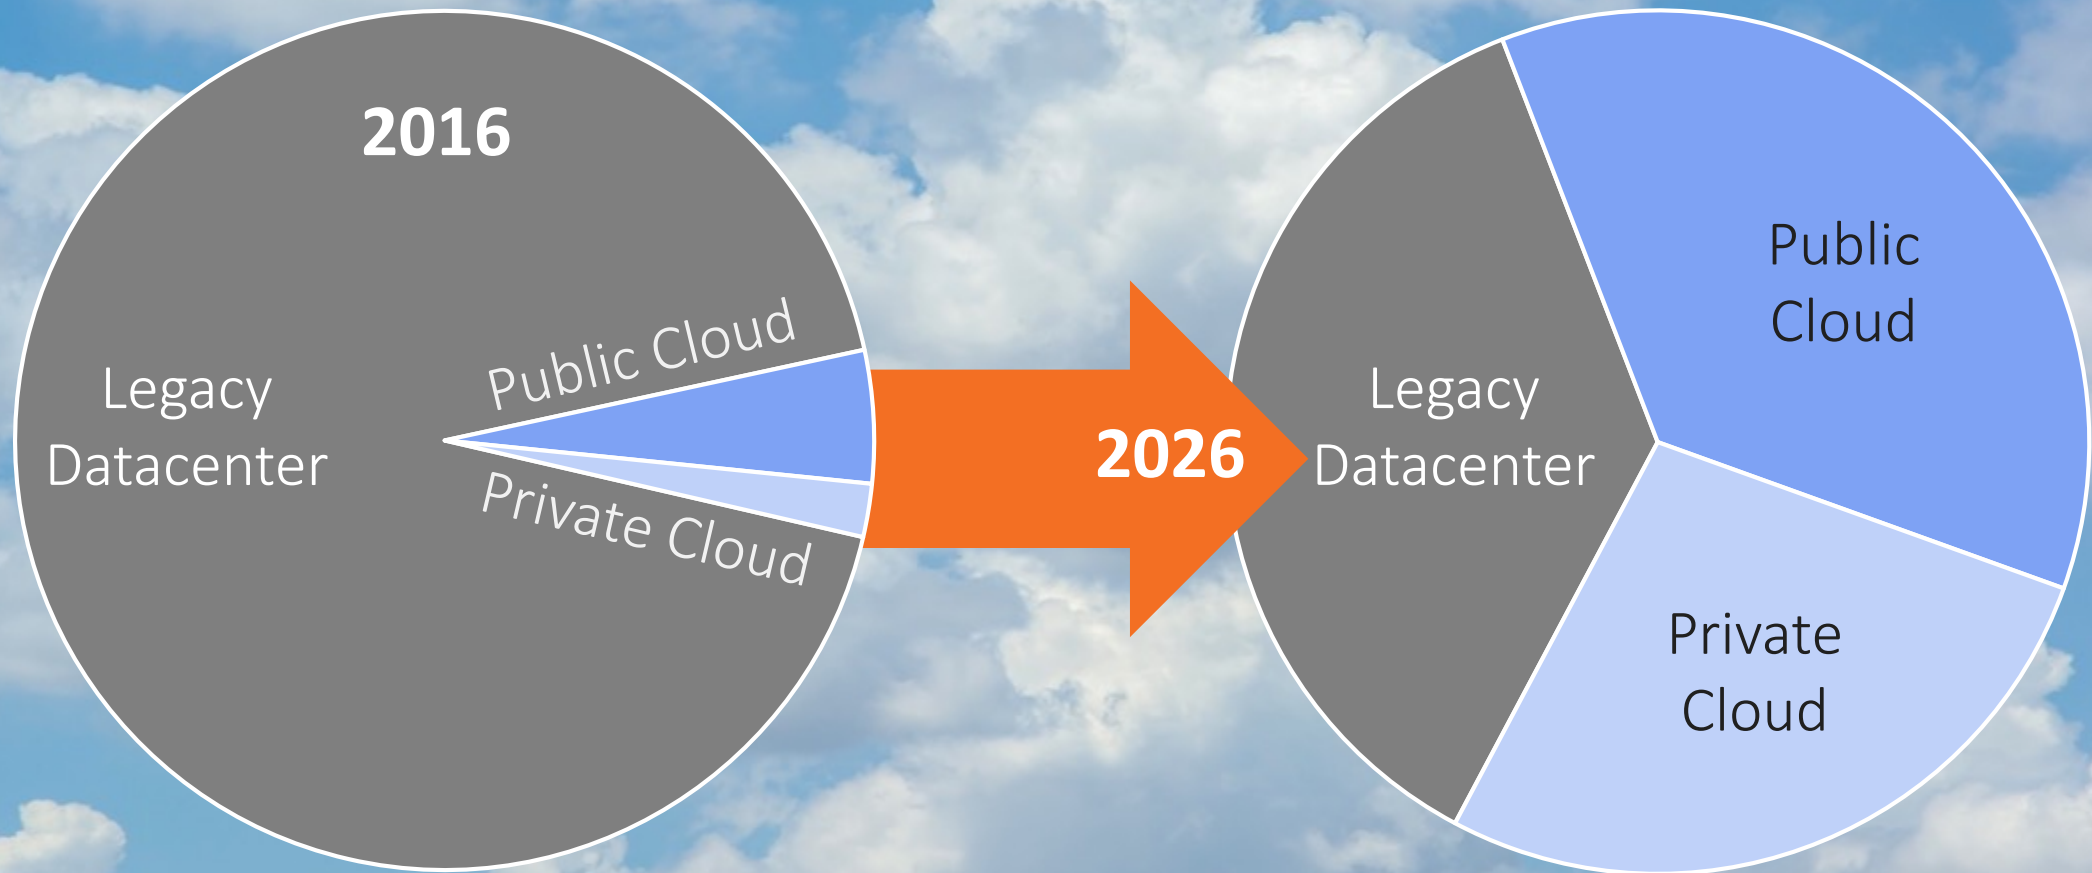 2016
Public Cloud
Legacy
Datacenter
Private Cloud
2026
Legacy
Datacenter
Public
Cloud
Private
Cloud